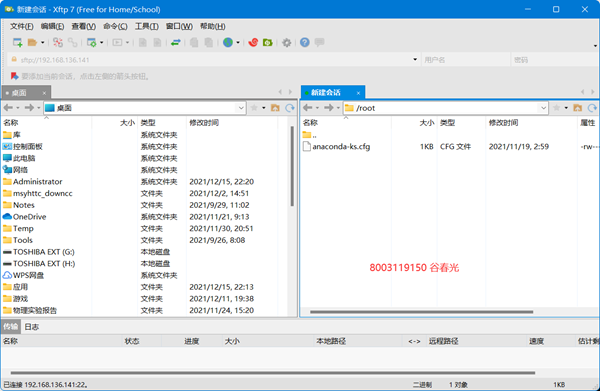 新建会话 - Xftp 7 (Free for Home/School)
文件(F) 编辑(E) 查看(V) 命令(C) 工具(T) 窗口(W) 帮助(H)
sftp://192.168.136.141 用户名 密码
要添加当前会话，点击左侧的箭头按钮。
桌面 × 新建会话 ×
桌面 /root
名称 大小 类型 修改时间
库 系统文件夹
控制面板 系统文件夹
此电脑 系统文件夹
网络 系统文件夹
Administrator 系统文件夹 2021/12/15, 22:20
msyhttc_downcc 文件夹 2021/12/2, 14:51
Notes 文件夹 2021/9/29, 11:02
OneDrive 系统文件夹 2021/11/21, 9:13
Temp 文件夹 2021/11/30, 20:51
Tools 文件夹 2021/9/26, 8:08
TOSHIBA EXT (G:) 本地磁盘
TOSHIBA EXT (H:) 本地磁盘
WPS网盘 系统文件夹
应用 文件夹 2021/12/15, 22:13
游戏 文件夹 2021/12/11, 19:38
物理实验报告 文件夹 2021/11/24, 15:20
名称 大小 类型 修改时间 属性
..
anaconda-ks.cfg 1KB CFG 文件 2021/11/19, 2:59 -rw---
8003119150 谷春光
传输 日志
名称 状态 进度 大小 本地路径 <-> 远程路径 速度 估计剩
已连接 192.168.136.141:22。 二进制 1 对象 1KB